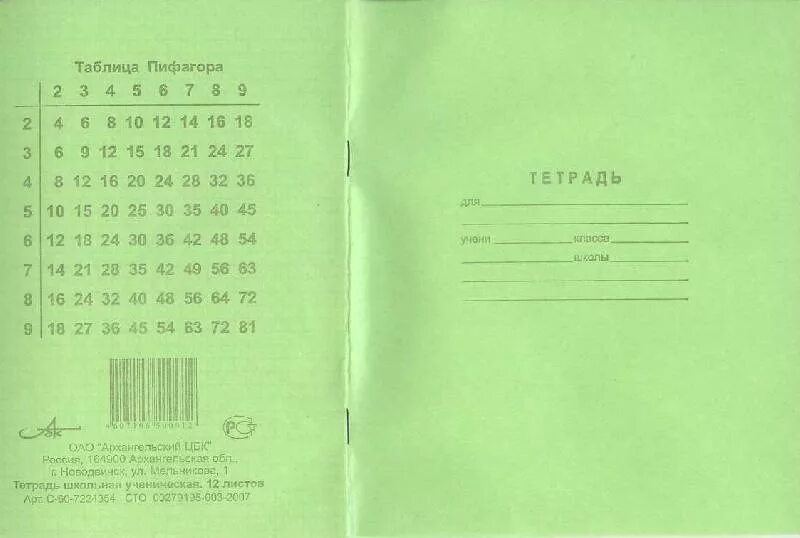 Таблица Пифагора
2 3 4 5 6 7 8 9
2 4 6 8 10 12 14 16 18
3 6 9 12 15 18 21 24 27
4 8 12 16 20 24 28 32 36
5 10 15 20 25 30 35 40 45
6 12 18 24 30 36 42 48 54
7 14 21 28 35 42 49 56 63
8 16 24 32 40 48 56 64 72
9 18 27 36 45 54 63 72 81
РСТ
ОАО "Архангельский ЦБК"
Россия, 164900 Архангельская обл.,
г. Новодвинск, ул. Мельникова, 1
Тетрадь школьная ученическая. 12 листов
Арт. СТО
ТЕТРАДЬ
для
учени класса
школы